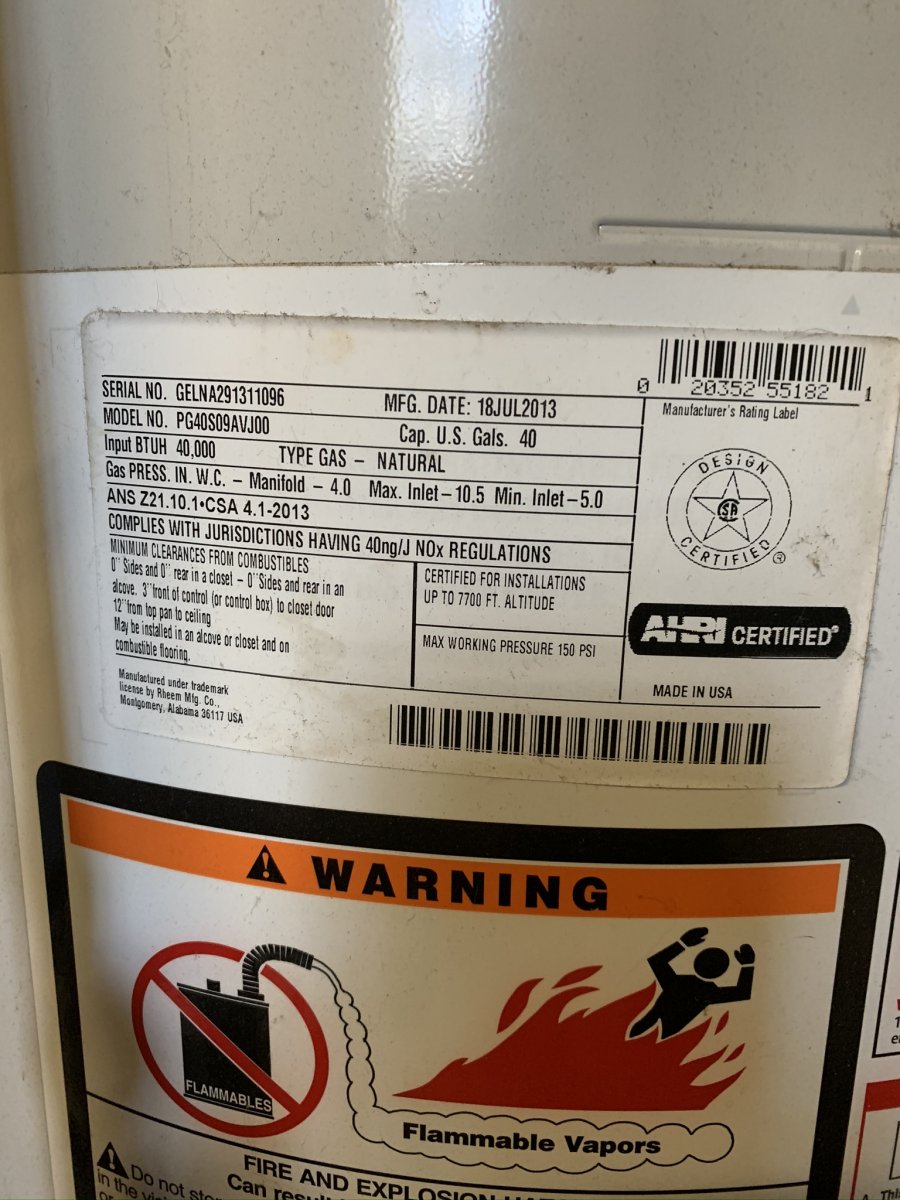 SERIAL NO. GELNA291311096
MFG. DATE: 18JUL2013
MODEL NO. PG40S09AVJ00
Cap. U.S. Gals. 40
Input BTUH 40,000
TYPE GAS – NATURAL
Gas PRESS. IN. W.C. – Manifold – 4.0 Max. Inlet–10.5 Min. Inlet–5.0
ANS Z21.10.1•CSA 4.1-2013
COMPLIES WITH JURISDICTIONS HAVING 40ng/J NOx REGULATIONS
MINIMUM CLEARANCES FROM COMBUSTIBLES
0" Sides and 0" rear in a closet – 0"Sides and rear in an
alcove. 3"front of control (or control box) to closet door
12"from top pan to ceiling
May be installed in an alcove or closet and on
combustible flooring.
CERTIFIED FOR INSTALLATIONS
UP TO 7700 FT. ALTITUDE
MAX WORKING PRESSURE 150 PSI
Manufactured under trademark
license by Rheem Mfg. Co.,
Montgomery, Alabama 36117 USA
0 20352 55182 1
Manufacturer's Rating Label
DESIGN
SA
CERTIFIED ®
AHRI CERTIFIED®
MADE IN USA
WARNING
FLAMMABLES
Flammable Vapors
FIRE AND EXPLOSION
Can
Do not
in the
or